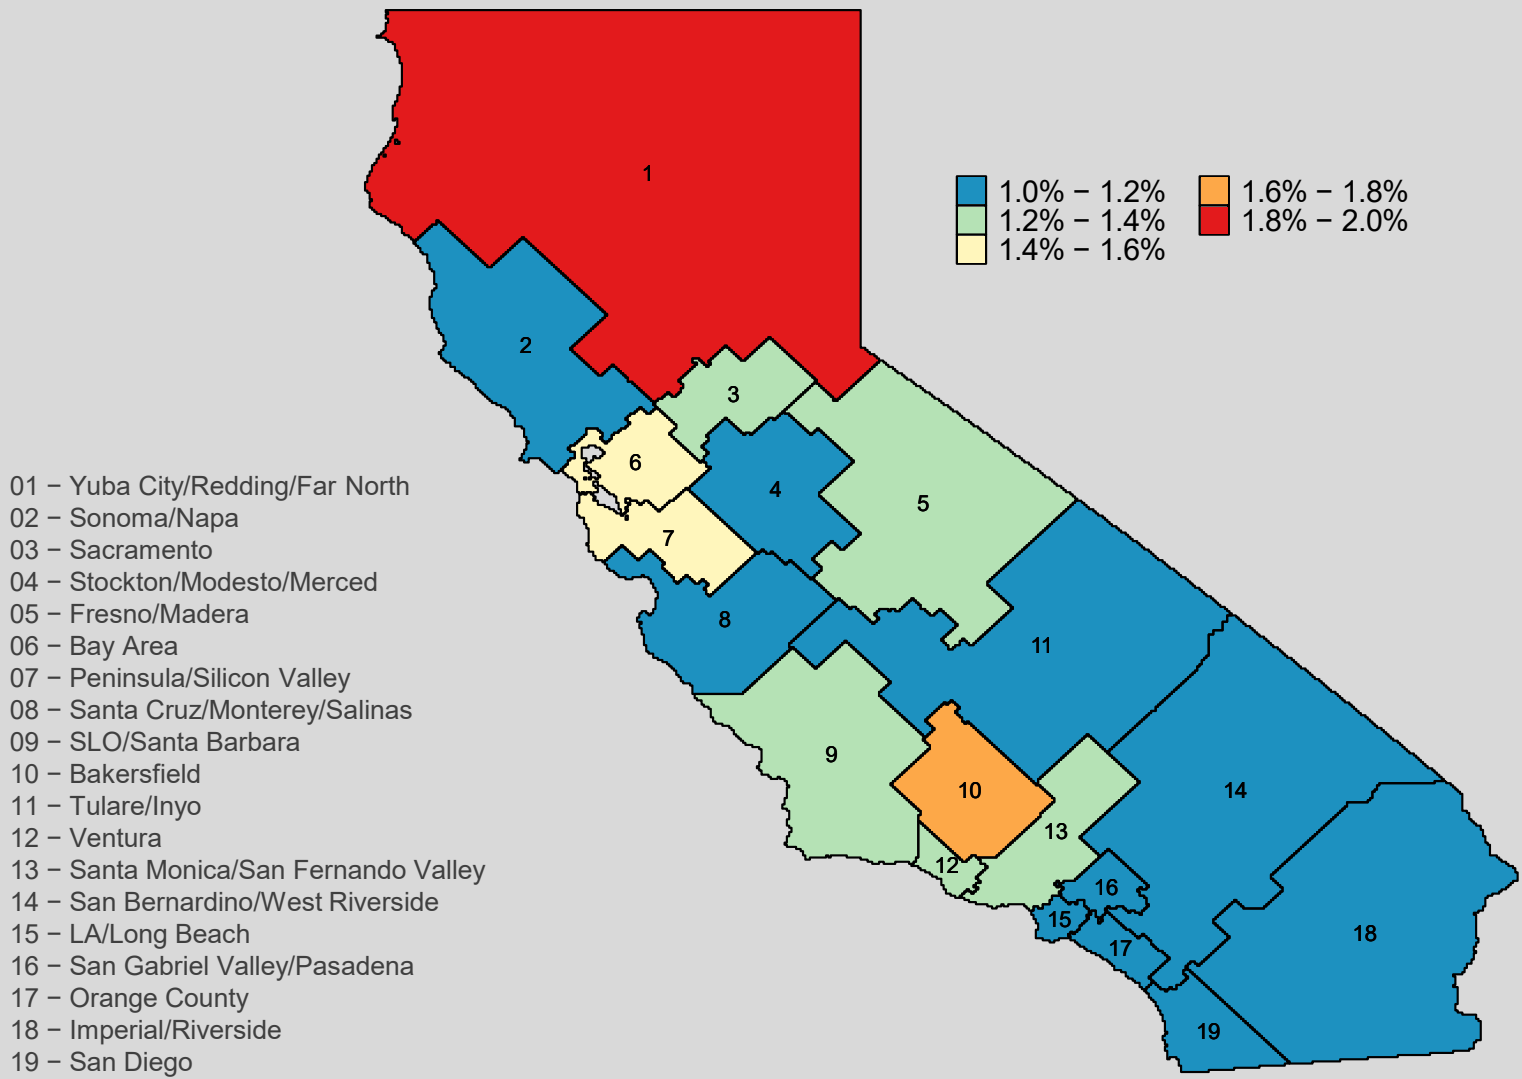 1
1.0% − 1.2%
1.6% − 1.8%
1.2% − 1.4%
1.8% − 2.0%
1.4% − 1.6%
2
3
6
4
5
7
8
11
9
10
14
13
12
16
15
18
17
19
01 − Yuba City/Redding/Far North
02 − Sonoma/Napa
03 − Sacramento
04 − Stockton/Modesto/Merced
05 − Fresno/Madera
06 − Bay Area
07 − Peninsula/Silicon Valley
08 − Santa Cruz/Monterey/Salinas
09 − SLO/Santa Barbara
10 − Bakersfield
11 − Tulare/Inyo
12 − Ventura
13 − Santa Monica/San Fernando Valley
14 − San Bernardino/West Riverside
15 − LA/Long Beach
16 − San Gabriel Valley/Pasadena
17 − Orange County
18 − Imperial/Riverside
19 − San Diego